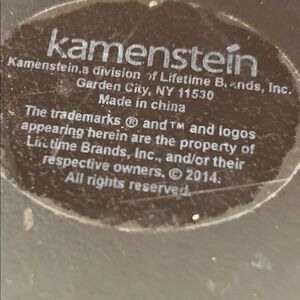 kamenstein
Kamenstein,a division of Lifetime Brands, Inc.
Garden City, NY 11530
Made in china
The trademarks ® and ™ and logos
appearing herein are the property of
Lifetime Brands, Inc., and/or their
respective owners. © 2014.
All rights reserved.